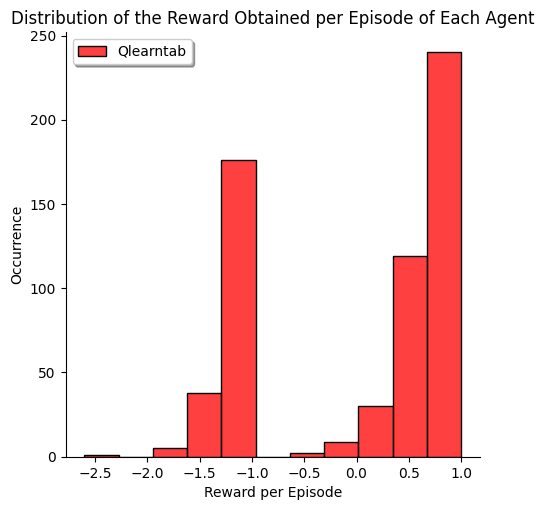 Distribution of the Reward Obtained per Episode of Each Agent
Qlearntab
250
200
150
100
50
0
Occurrence
−2.5 −2.0 −1.5 −1.0 −0.5 0.0 0.5 1.0
Reward per Episode